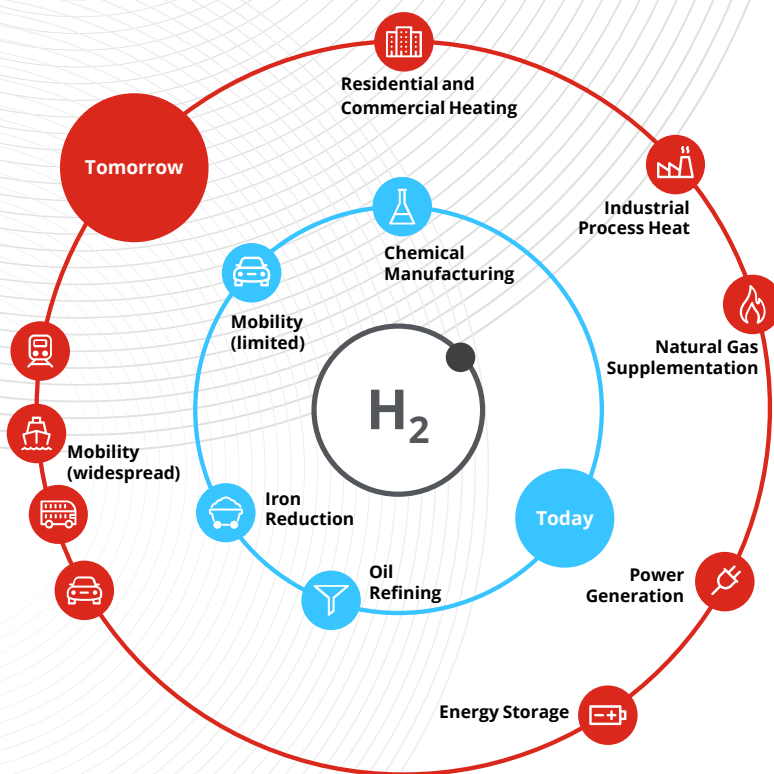 Residential and
Commercial Heating
Tomorrow
Industrial
Process Heat
Chemical
Manufacturing
Mobility
(limited)
Natural Gas
Supplementation
H2
Mobility
(widespread)
Iron
Reduction
Today
Oil
Refining
Power
Generation
Energy Storage